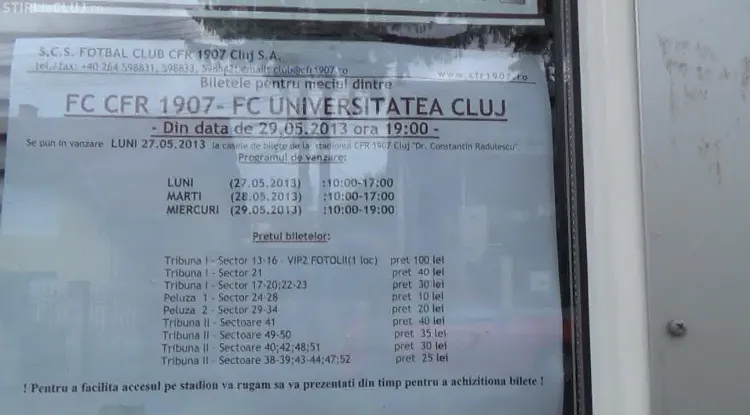 STIRIdeCLUJ.ro
S.C.S. FOTBAL CLUB CFR 1907 Cluj S.A.
tel./fax: +40 264 598831, 598833, 598832; email: club@cfr1907.ro
www.cfr1907.ro
Biletele pentru meciul dintre
FC CFR 1907- FC UNIVERSITATEA CLUJ
- Din data de 29.05.2013 ora 19:00 -
Se pun in vanzare LUNI 27.05.2013 la casele de bilete de la stadionul CFR 1907 Cluj "Dr. Constantin Radulescu".
Programul de vanzare:
LUNI (27.05.2013) :10:00-17:00
MARTI (28.05.2013) :10:00-17:00
MIERCURI (29.05.2013) :10:00-19:00
Pretul biletelor:
Tribuna I - Sector 13-16 - VIP2 FOTOLII(1 loc) pret 100 lei
Tribuna I - Sector 21 pret 40 lei
Tribuna I - Sector 17-20;22-23 pret 30 lei
Peluza 1 - Sector 24-28 pret 10 lei
Peluza 2 - Sector 29-34 pret 20 lei
Tribuna II - Sectoare 41 pret 40 lei
Tribuna II - Sectoare 49-50 pret 35 lei
Tribuna II - Sectoare 40;42;48;51 pret 30 lei
Tribuna II - Sectoare 38-39;43-44;47;52 pret 25 lei
! Pentru a facilita accesul pe stadion va rugam sa va prezentati din timp pentru a achizitiona bilete !